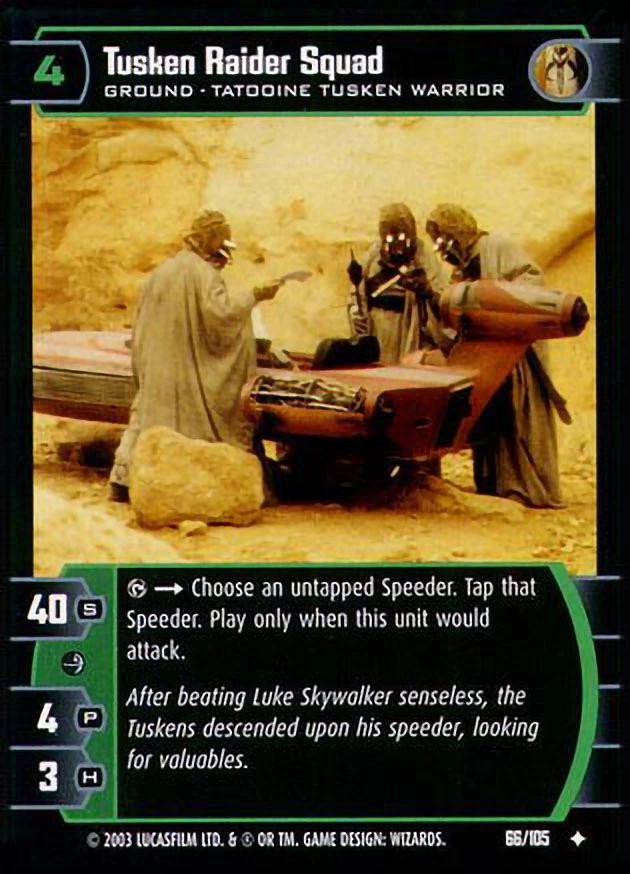 4
Tusken Raider Squad
GROUND · TATOOINE TUSKEN WARRIOR
40 S
4 P
3 H
→ Choose an untapped Speeder. Tap that
Speeder. Play only when this unit would
attack.
After beating Luke Skywalker senseless, the
Tuskens descended upon his speeder, looking
for valuables.
© 2003 LUCASFILM LTD. & ® OR TM. GAME DESIGN: WIZARDS.
66/105